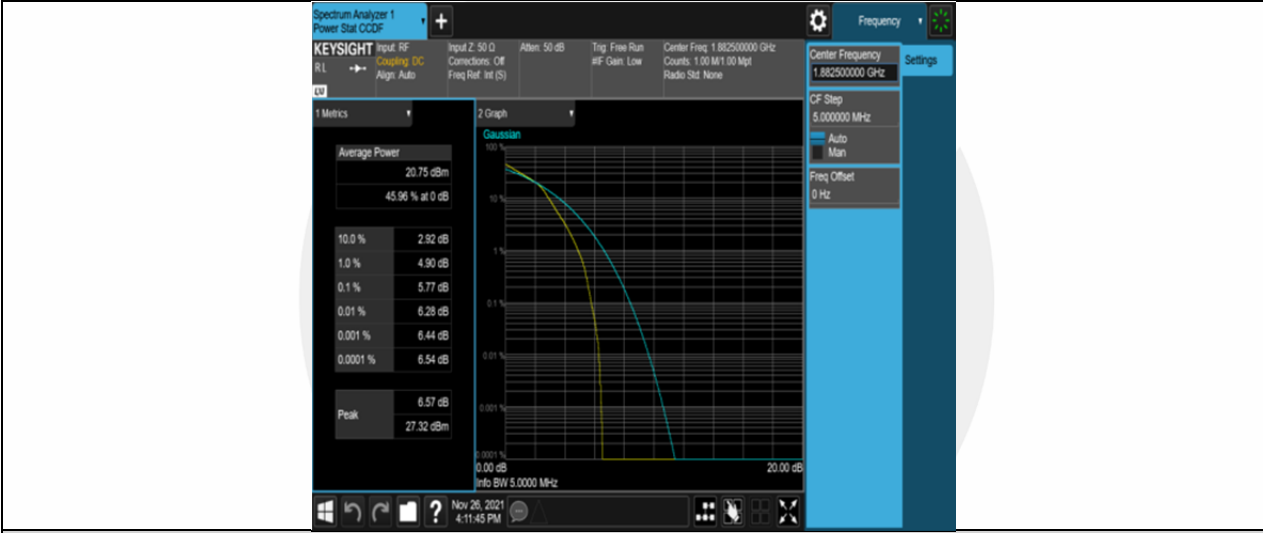 Spectrum Analyzer 1
Power Stat CCDF
+
Frequency
KEYSIGHT
RL
LV
Input: RF
Coupling: DC
Align: Auto
Input Z: 50 Ω
Corrections: Off
Freq Ref: Int (S)
Atten: 50 dB
Trig: Free Run
#IF Gain: Low
Center Freq: 1.882500000 GHz
Counts: 1.00 M/1.00 Mpt
Radio Std: None
Center Frequency
1.882500000 GHz
Settings
CF Step
5.000000 MHz
Auto
Man
Freq Offset
0 Hz
1 Metrics
Average Power
20.75 dBm
45.96 % at 0 dB
10.0 % 2.92 dB
1.0 % 4.90 dB
0.1 % 5.77 dB
0.01 % 6.28 dB
0.001 % 6.44 dB
0.0001 % 6.54 dB
Peak
6.57 dB
27.32 dBm
2 Graph
Gaussian
100 %
10 %
1 %
0.1 %
0.01 %
0.001 %
0.0001 %
0.00 dB 20.00 dB
Info BW 5.0000 MHz
?
Nov 26, 2021
4:11:45 PM